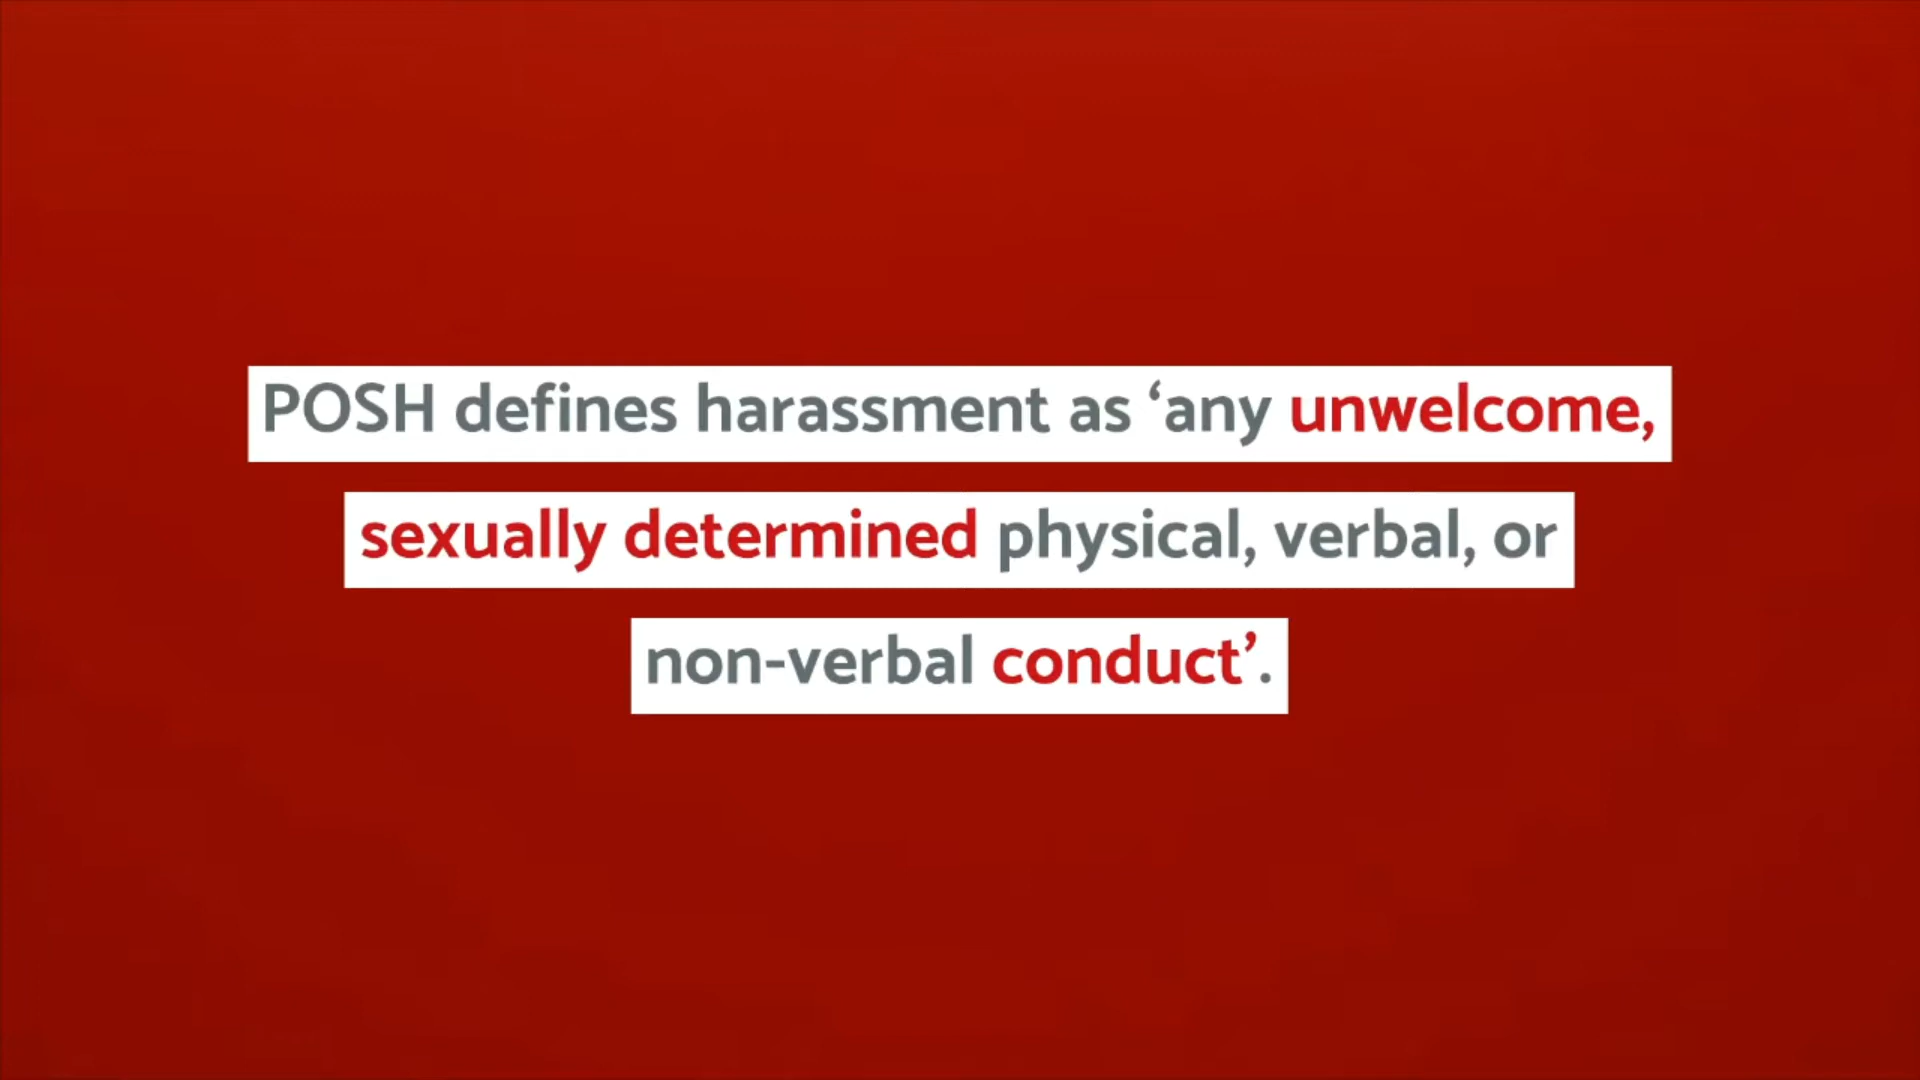 POSH defines harassment as ‘any unwelcome,
sexually determined physical, verbal, or
non-verbal conduct’.